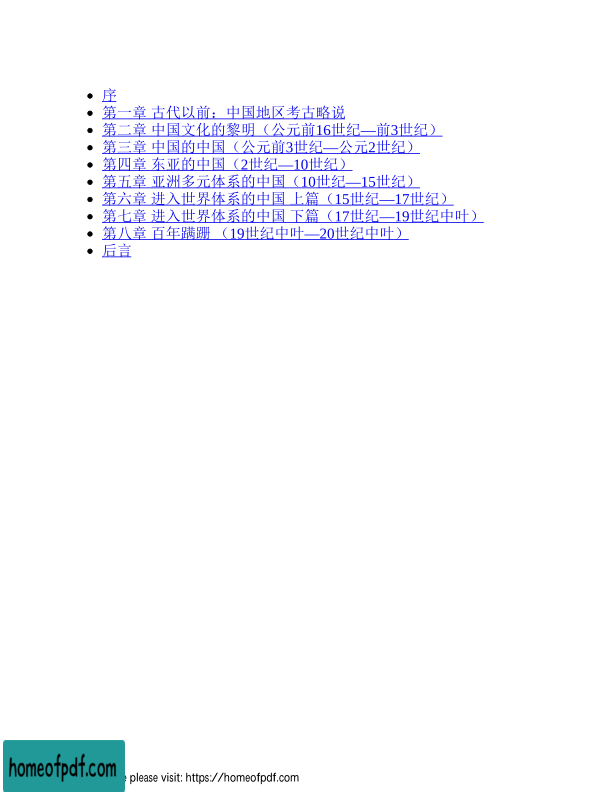 序
第一章 古代以前：中国地区考古略说
第二章 中国文化的黎明（公元前16世纪—前3世纪）
第三章 中国的中国（公元前3世纪—公元2世纪）
第四章 东亚的中国（2世纪—10世纪）
第五章 亚洲多元体系的中国（10世纪—15世纪）
第六章 进入世界体系的中国 上篇（15世纪—17世纪）
第七章 进入世界体系的中国 下篇（17世纪—19世纪中叶）
第八章 百年蹒跚 （19世纪中叶—20世纪中叶）
后言
homeofpdf.com
please visit: https://homeofpdf.com